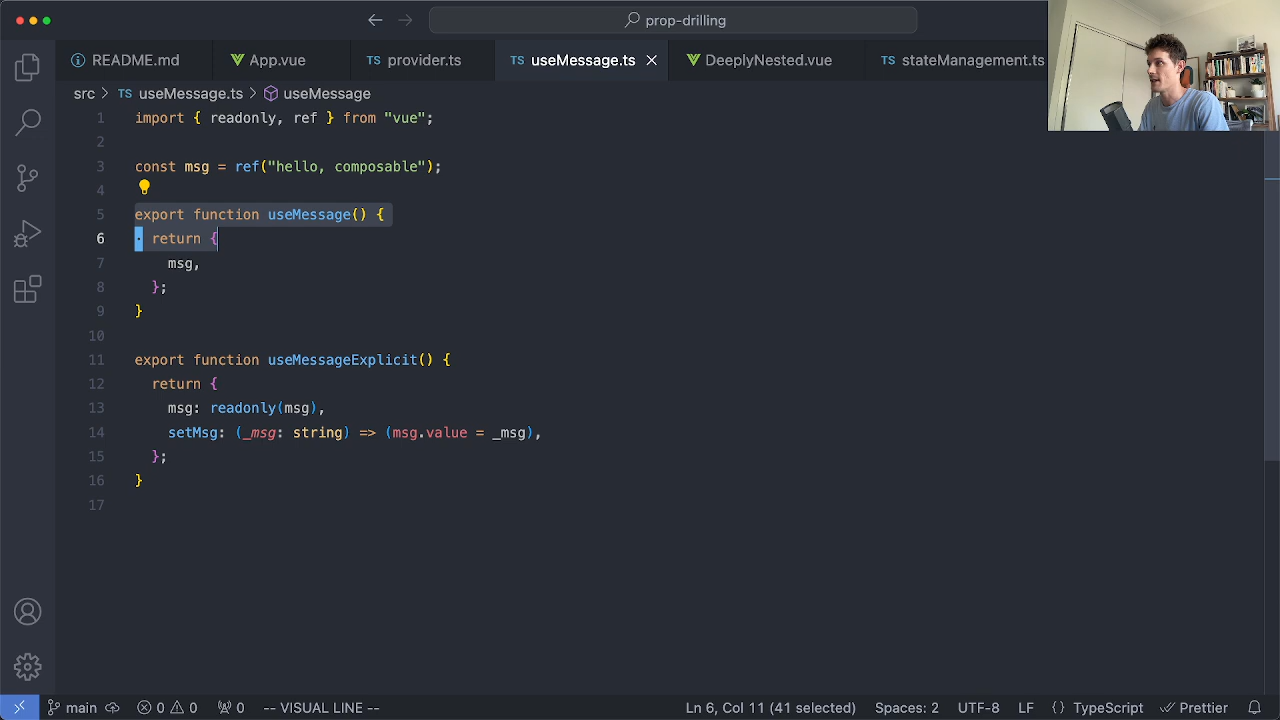 prop-drilling
README.md
App.vue
TS provider.ts
TS useMessage.ts
DeeplyNested.vue
TS stateManagement.ts
src > TS useMessage.ts > useMessage
1 import { readonly, ref } from "vue";
2
3 const msg = ref("hello, composable");
4
5 export function useMessage() {
6 return {
7 msg,
8 };
9 }
10
11 export function useMessageExplicit() {
12 return {
13 msg: readonly(msg),
14 setMsg: (_msg: string) => (msg.value = _msg),
15 };
16 }
17
main 0 0 0 -- VISUAL LINE -- Ln 6, Col 11 (41 selected) Spaces: 2 UTF-8 LF { } TypeScript Prettier